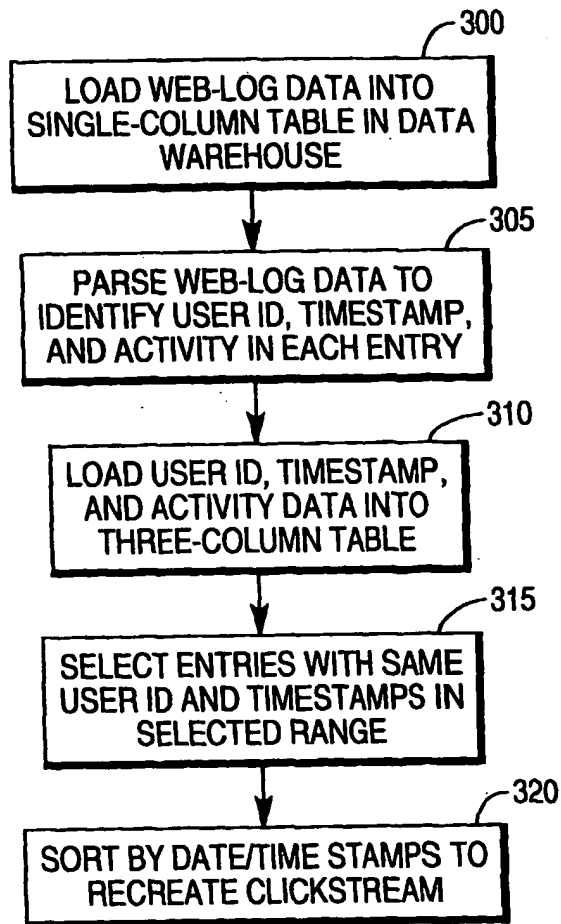 300
LOAD WEB-LOG DATA INTO
SINGLE-COLUMN TABLE IN DATA
WAREHOUSE
305
PARSE WEB-LOG DATA TO
IDENTIFY USER ID, TIMESTAMP,
AND ACTIVITY IN EACH ENTRY
310
LOAD USER ID, TIMESTAMP,
AND ACTIVITY DATA INTO
THREE-COLUMN TABLE
315
SELECT ENTRIES WITH SAME
USER ID AND TIMESTAMPS IN
SELECTED RANGE
320
SORT BY DATE/TIME STAMPS TO
RECREATE CLICKSTREAM